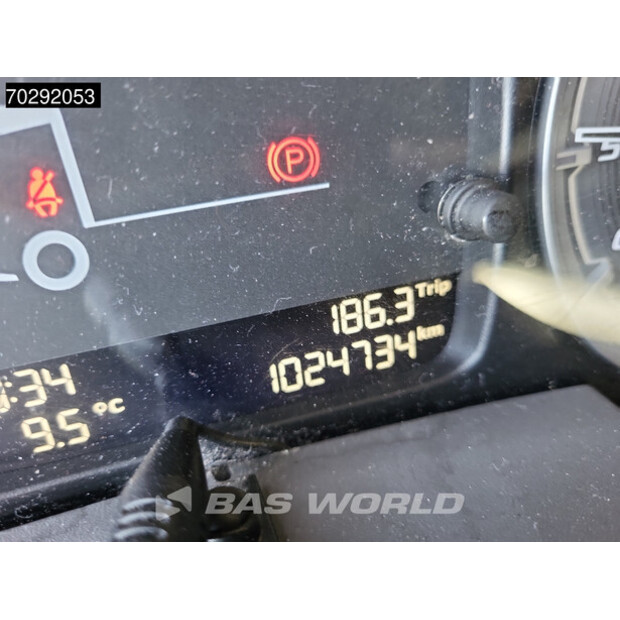 70292053
P
186.3 Trip
1024734 km
:34
9.5 °C
BAS WORLD